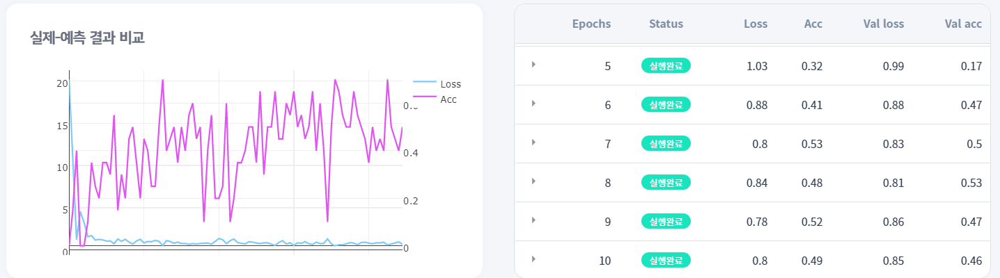 실제-예측 결과 비교
20
15
10
5
0
0.4
0.2
0
Loss
Acc
Epochs Status Loss Acc Val loss Val acc
5 실행완료 1.03 0.32 0.99 0.17
6 실행완료 0.88 0.41 0.88 0.47
7 실행완료 0.8 0.53 0.83 0.5
8 실행완료 0.84 0.48 0.81 0.53
9 실행완료 0.78 0.52 0.86 0.47
10 실행완료 0.8 0.49 0.85 0.46